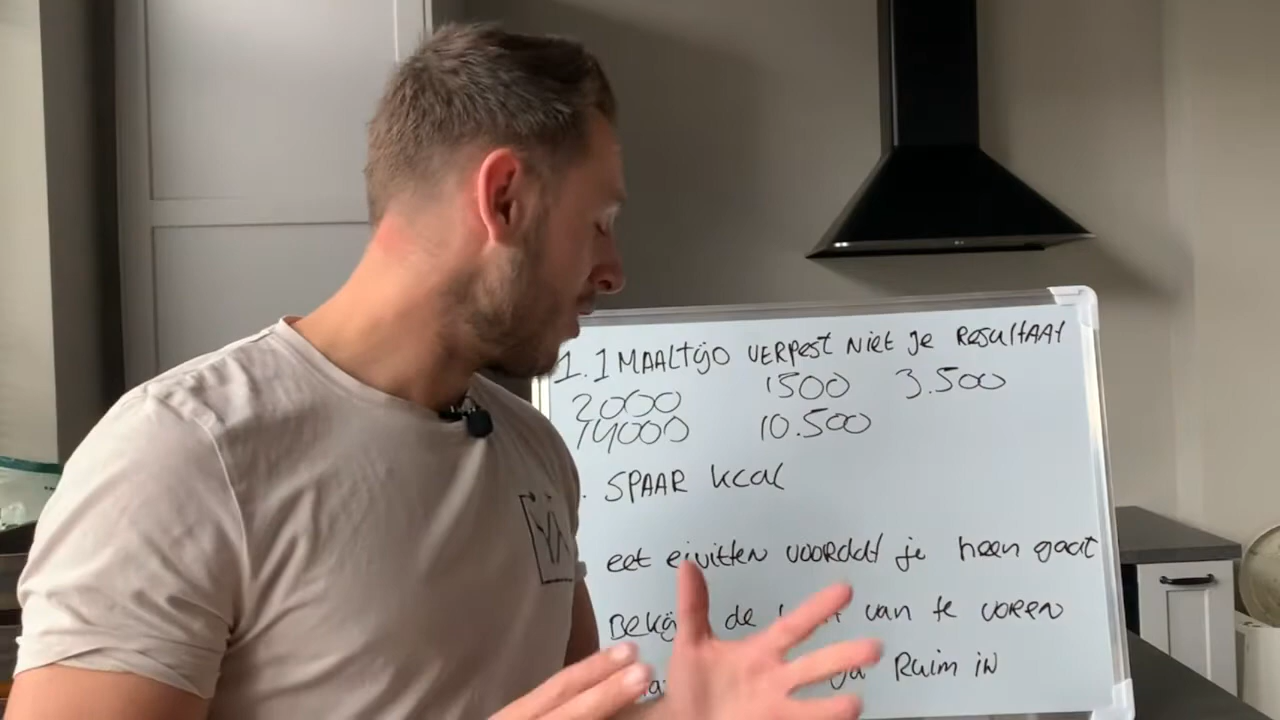 1. 1 MAALTIJD VERPEST NIET JE RESULTAAT
2000 1500 3.500
14000 10.500
. SPAAR kcal
eet eiwitten voordat je heen gaat
Bekijk de van te voren
Ruim in